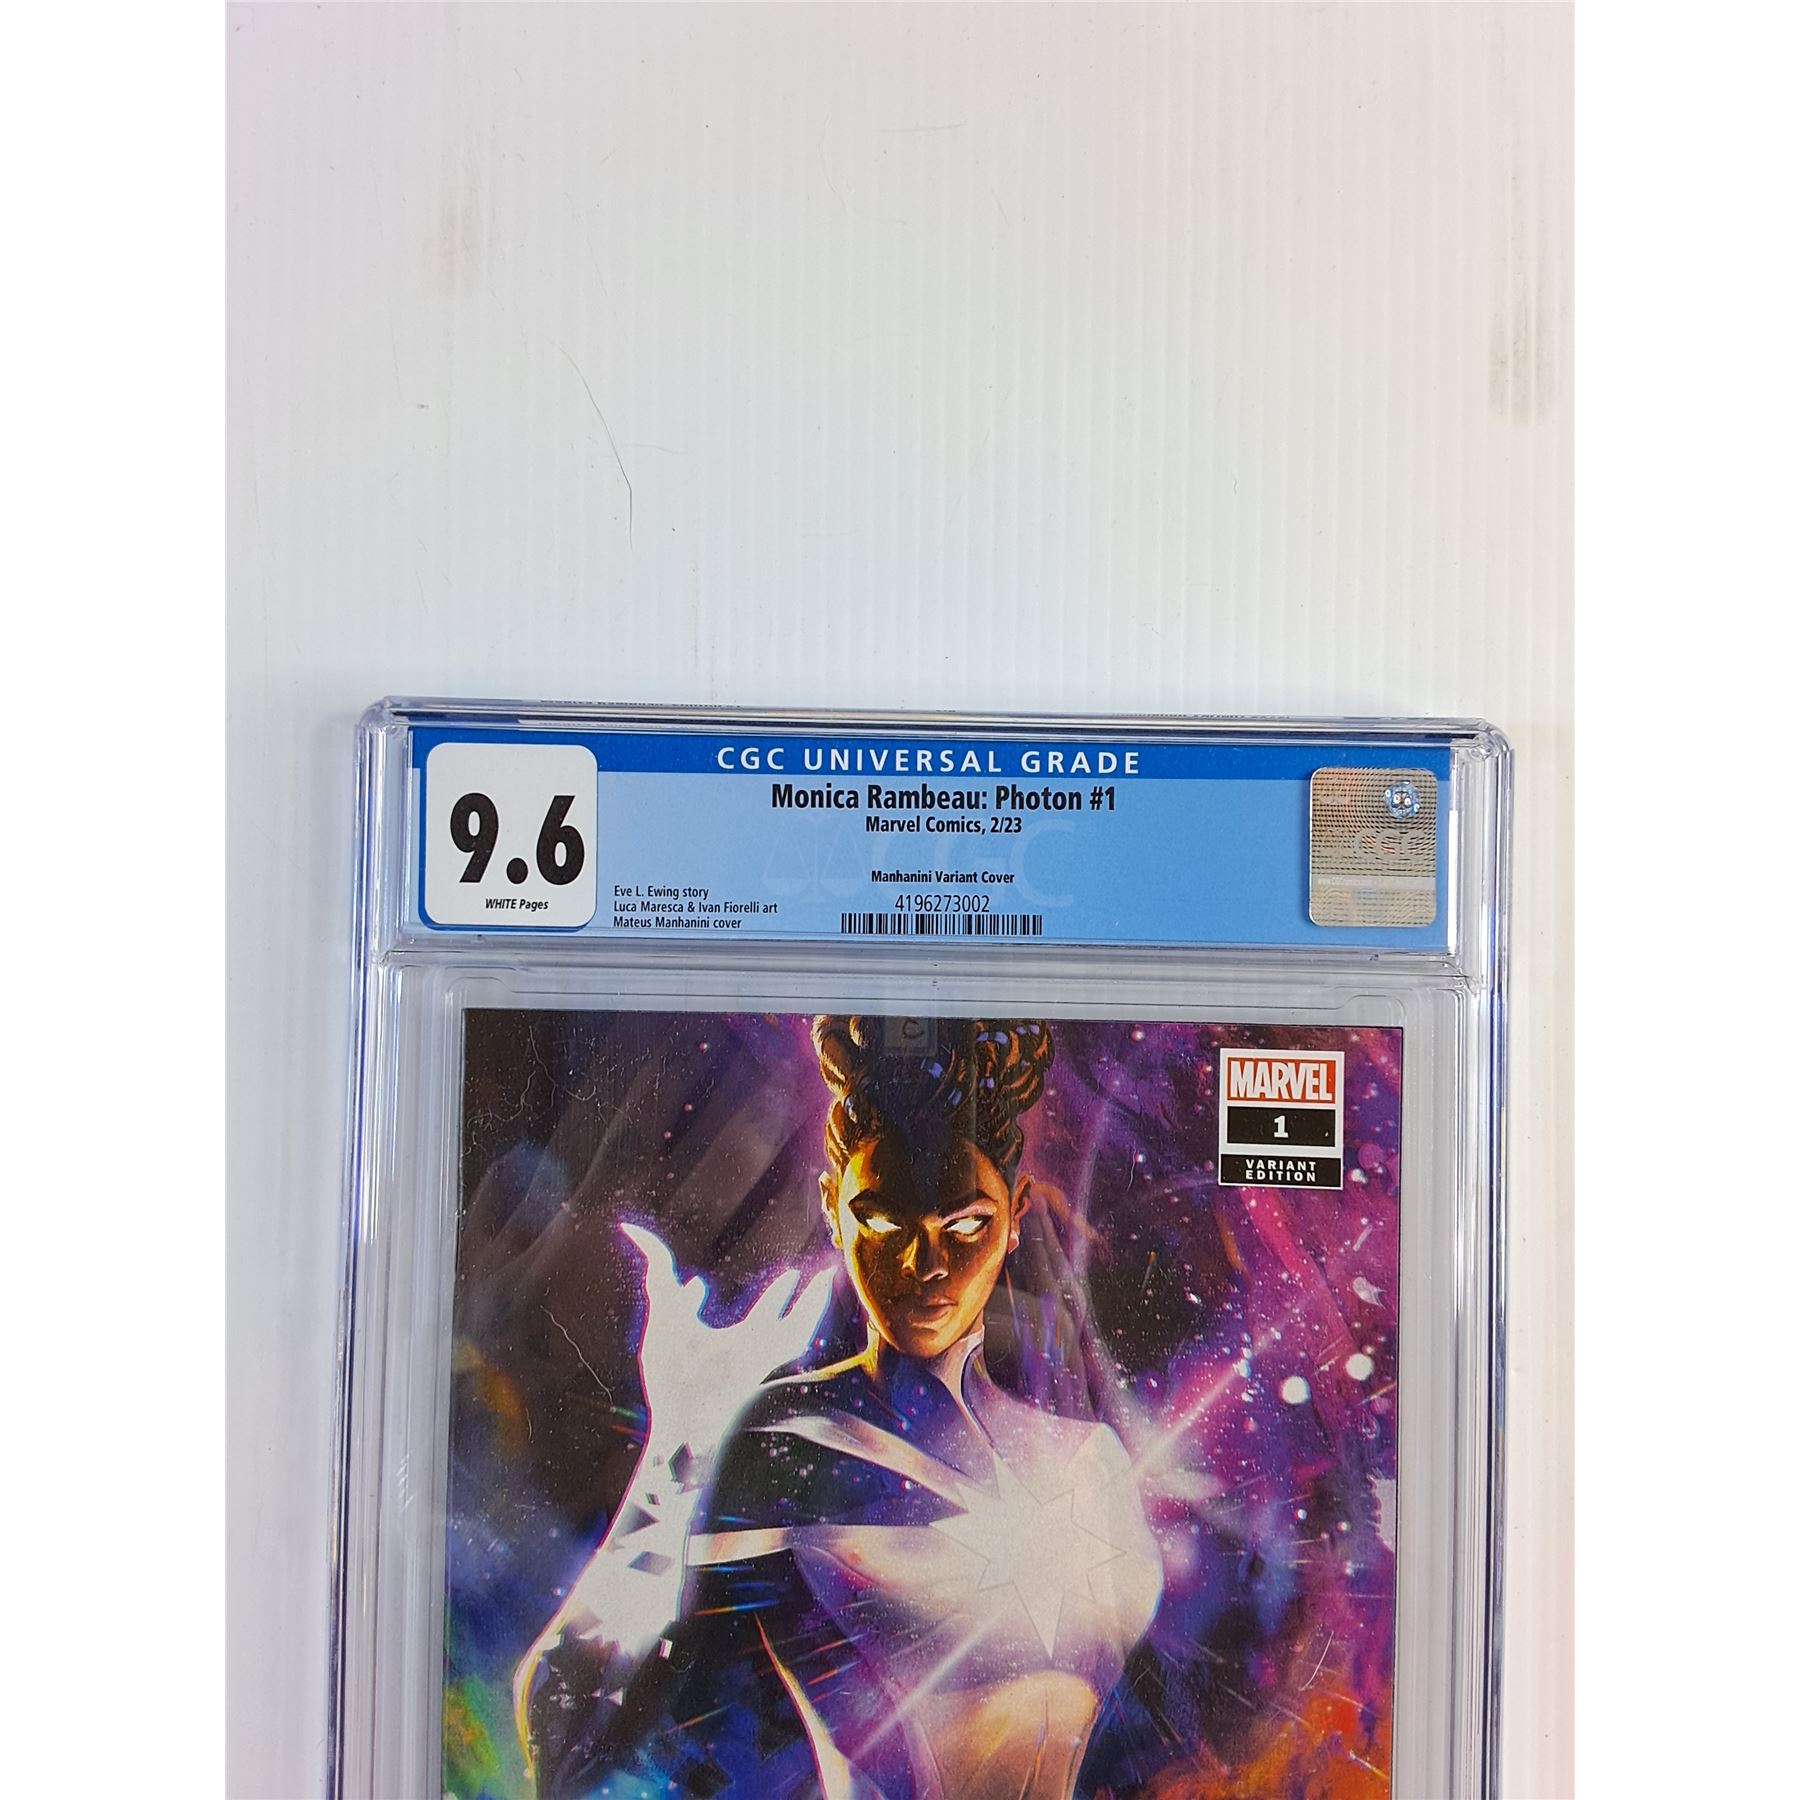 CGC UNIVERSAL GRADE
9.6
WHITE Pages
Monica Rambeau: Photon #1
Marvel Comics, 2/23
Manhanini Variant Cover
Eve L. Ewing story
Luca Maresca & Ivan Fiorelli art
Mateus Manhanini cover
4196273002
CGC
MARVEL
1
VARIANT
EDITION